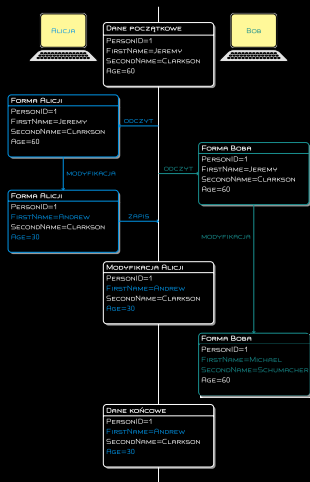 Alicja
Bob
Dane początkowe
PersonID=1
FirstName=Jeremy
SecondName=Clarkson
Age=60
Forma Alicji
PersonID=1
FirstName=Jeremy
SecondName=Clarkson
Age=60
odczyt
Forma Boba
PersonID=1
FirstName=Jeremy
SecondName=Clarkson
Age=60
odczyt
modyfikacja
Forma Alicji
PersonID=1
FirstName=Andrew
SecondName=Clarkson
Age=30
zapis
modyfikacja
Modyfikacja Alicji
PersonID=1
FirstName=Andrew
SecondName=Clarkson
Age=30
Forma Boba
PersonID=1
FirstName=Michael
SecondName=Schumacher
Age=60
Dane końcowe
PersonID=1
FirstName=Andrew
SecondName=Clarkson
Age=30